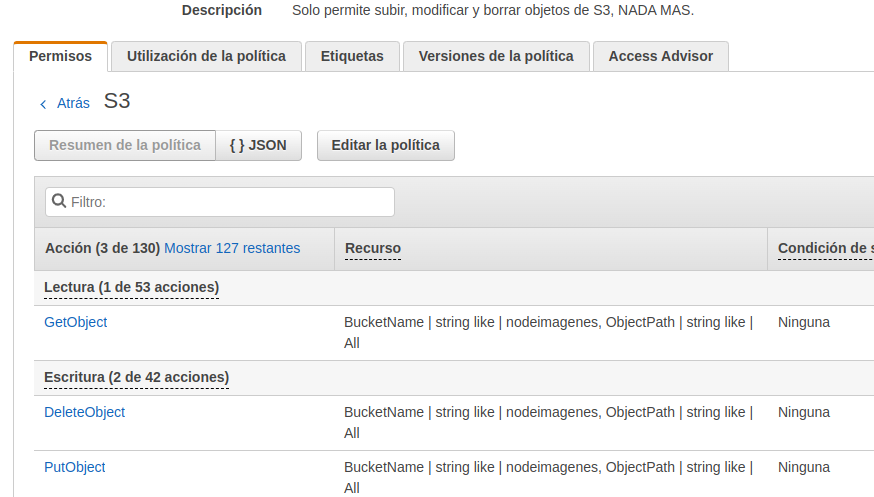 Descripción Solo permite subir, modificar y borrar objetos de S3, NADA MAS.
Permisos Utilización de la política Etiquetas Versiones de la política Access Advisor
‹ Atrás S3
Resumen de la política { } JSON Editar la política
Filtro:
Acción (3 de 130) Mostrar 127 restantes Recurso Condición de s
Lectura (1 de 53 acciones)
GetObject BucketName | string like | nodeimagenes, ObjectPath | string like | Ninguna
All
Escritura (2 de 42 acciones)
DeleteObject BucketName | string like | nodeimagenes, ObjectPath | string like | Ninguna
All
PutObject BucketName | string like | nodeimagenes, ObjectPath | string like | Ninguna
All